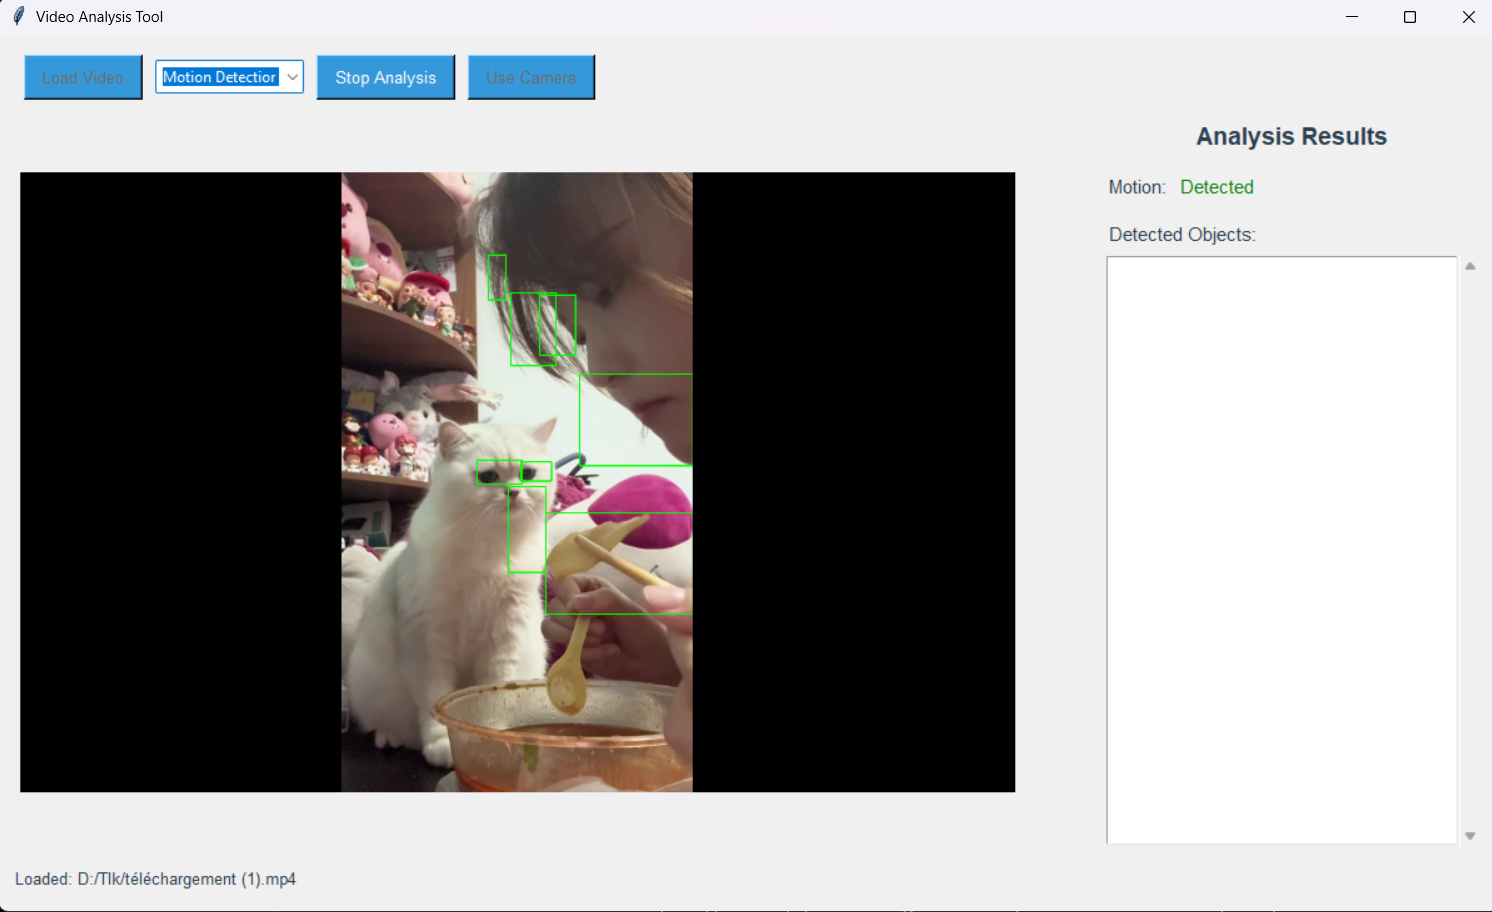 Video Analysis Tool
Load Video
Motion Detection
Stop Analysis
Use Camera
Analysis Results
Motion: Detected
Detected Objects:
Loaded: D:/Tlk/téléchargement (1).mp4